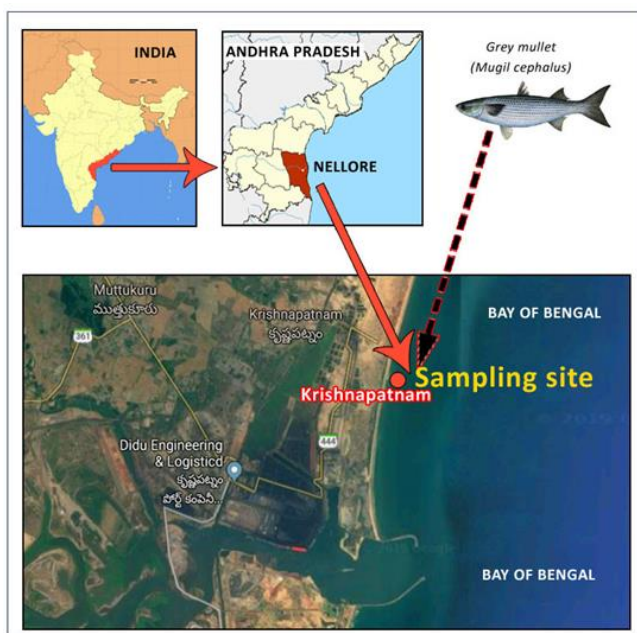 INDIA
ANDHRA PRADESH
NELLORE
Grey mullet
(Mugil cephalus)
Muttukuru
ముత్తుకూరు
361
Krishnapatnam
కృష్ణపట్నం
BAY OF BENGAL
Sampling site
Krishnapatnam
444
Didu Engineering
& Logisticd
కృష్ణపట్నం
పోర్ట్ కంపెనీ...
BAY OF BENGAL